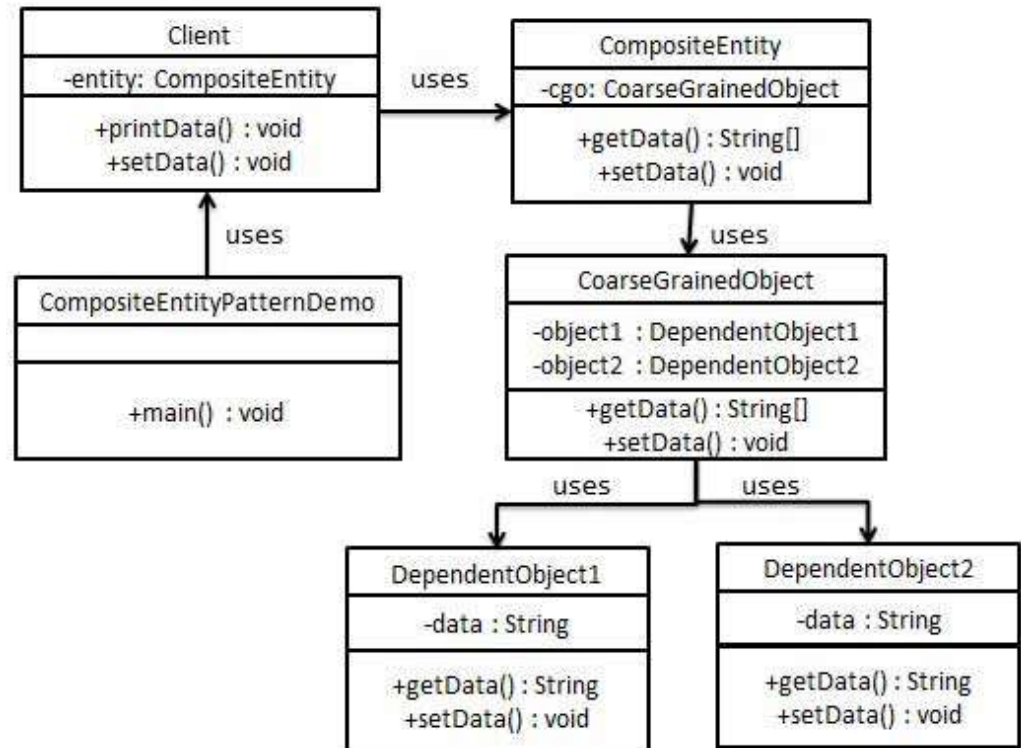 Client
-entity: CompositeEntity
+printData() : void
+setData() : void
uses
CompositeEntity
-cgo: CoarseGrainedObject
+getData() : String[]
+setData() : void
uses
uses
CompositeEntityPatternDemo
+main() : void
CoarseGrainedObject
-object1 : DependentObject1
-object2 : DependentObject2
+getData() : String[]
+setData() : void
uses
uses
DependentObject1
-data : String
+getData() : String
+setData() : void
DependentObject2
-data : String
+getData() : String
+setData() : void